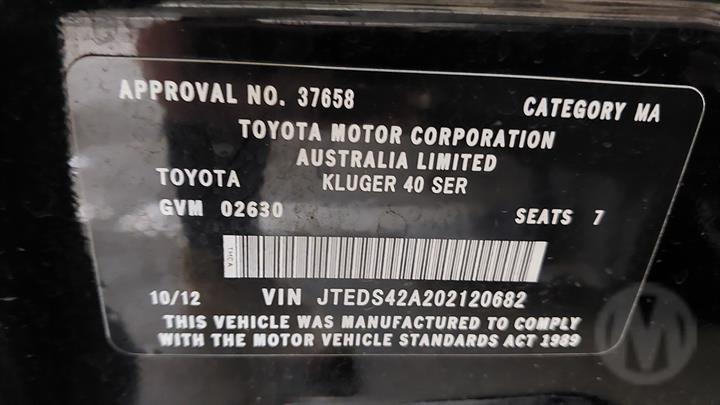 APPROVAL NO. 37658 CATEGORY MA
TOYOTA MOTOR CORPORATION
AUSTRALIA LIMITED
TOYOTA KLUGER 40 SER
GVM 02630 SEATS 7
TMCA
10/12 VIN JTEDS42A202120682
THIS VEHICLE WAS MANUFACTURED TO COMPLY
WITH THE MOTOR VEHICLE STANDARDS ACT 1989
M